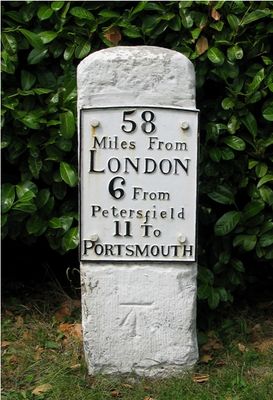 58
Miles From
LONDON
6 From
Petersfield
11 To
PORTSMOUTH